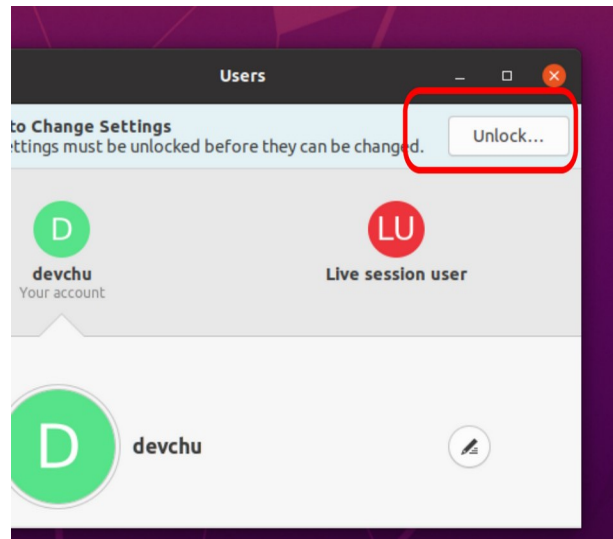 Users
to Change Settings
Unlock...
ettings must be unlocked before they can be changed.
D
LU
devchu
Live session user
Your account
D
devchu